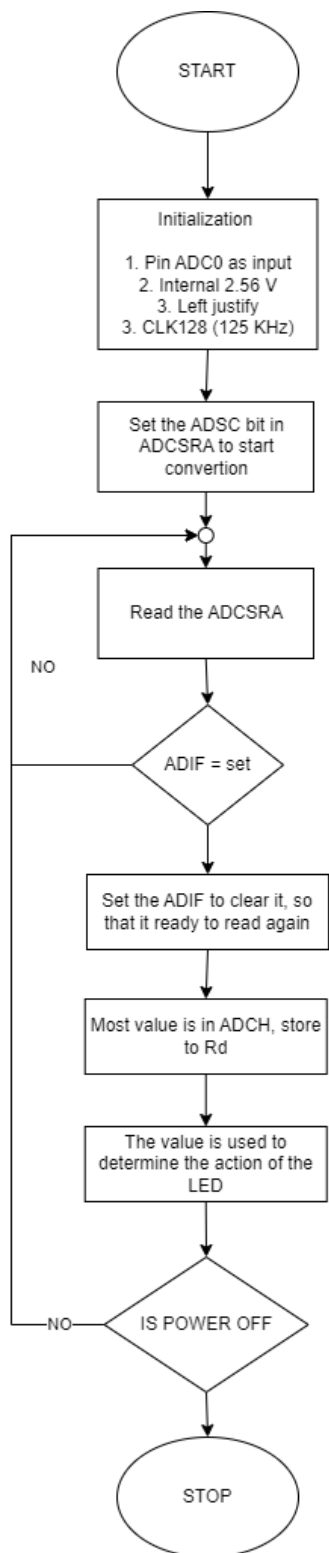 START
Initialization
1. Pin ADC0 as input
2. Internal 2.56 V
3. Left justify
3. CLK128 (125 KHz)
Set the ADSC bit in
ADCSRA to start
convertion
Read the ADCSRA
NO
ADIF = set
Set the ADIF to clear it, so
that it ready to read again
Most value is in ADCH, store
to Rd
The value is used to
determine the action of the
LED
NO
IS POWER OFF
STOP